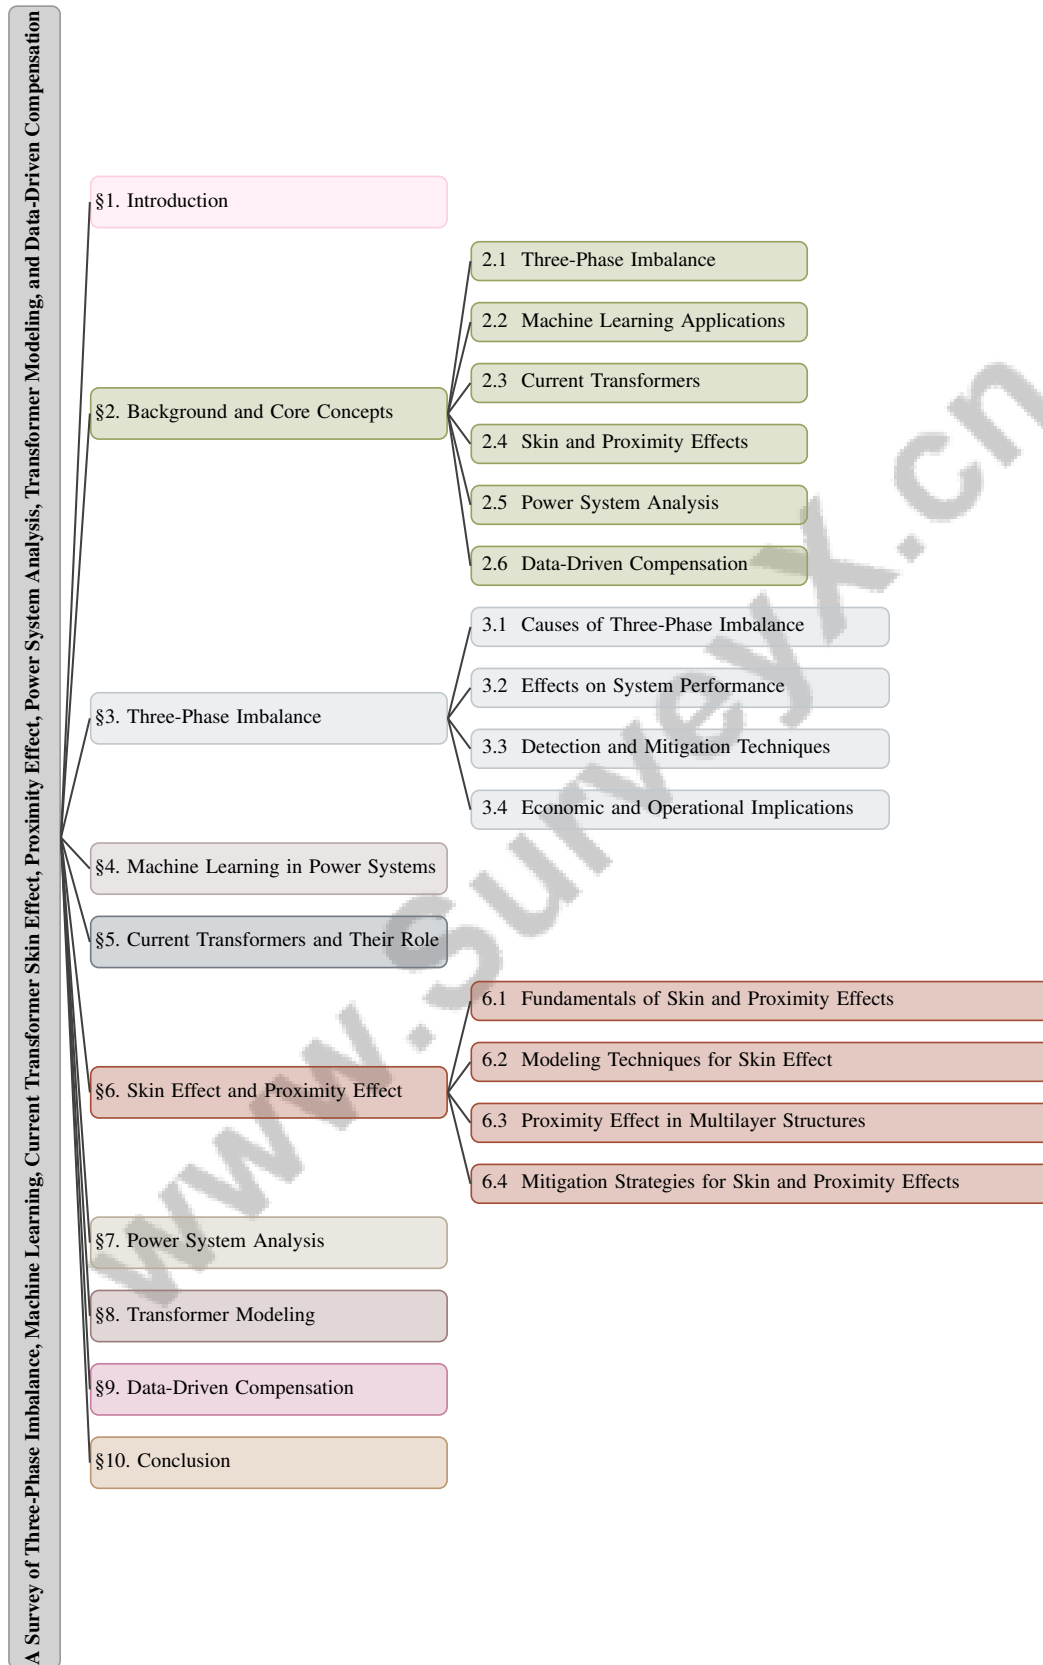 A Survey of Three-Phase Imbalance, Machine Learning, Current Transformer Skin Effect, Proximity Effect, Power System Analysis, Transformer Modeling, and Data-Driven Compensation
§1. Introduction
§2. Background and Core Concepts
2.1 Three-Phase Imbalance
2.2 Machine Learning Applications
2.3 Current Transformers
2.4 Skin and Proximity Effects
2.5 Power System Analysis
2.6 Data-Driven Compensation
§3. Three-Phase Imbalance
3.1 Causes of Three-Phase Imbalance
3.2 Effects on System Performance
3.3 Detection and Mitigation Techniques
3.4 Economic and Operational Implications
§4. Machine Learning in Power Systems
§5. Current Transformers and Their Role
§6. Skin Effect and Proximity Effect
6.1 Fundamentals of Skin and Proximity Effects
6.2 Modeling Techniques for Skin Effect
6.3 Proximity Effect in Multilayer Structures
6.4 Mitigation Strategies for Skin and Proximity Effects
§7. Power System Analysis
§8. Transformer Modeling
§9. Data-Driven Compensation
§10. Conclusion
www.surveyx.cn